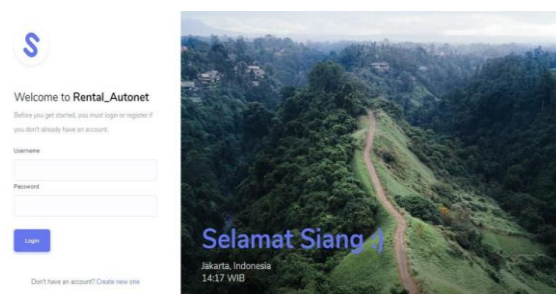 S
Welcome to Rental_Autonet
Before you get started, you must login or register if
you don't already have an account.
Username
Password
Login
Don't have an account? Create new one
Selamat Siang :)
Jakarta, Indonesia
14:17 WIB